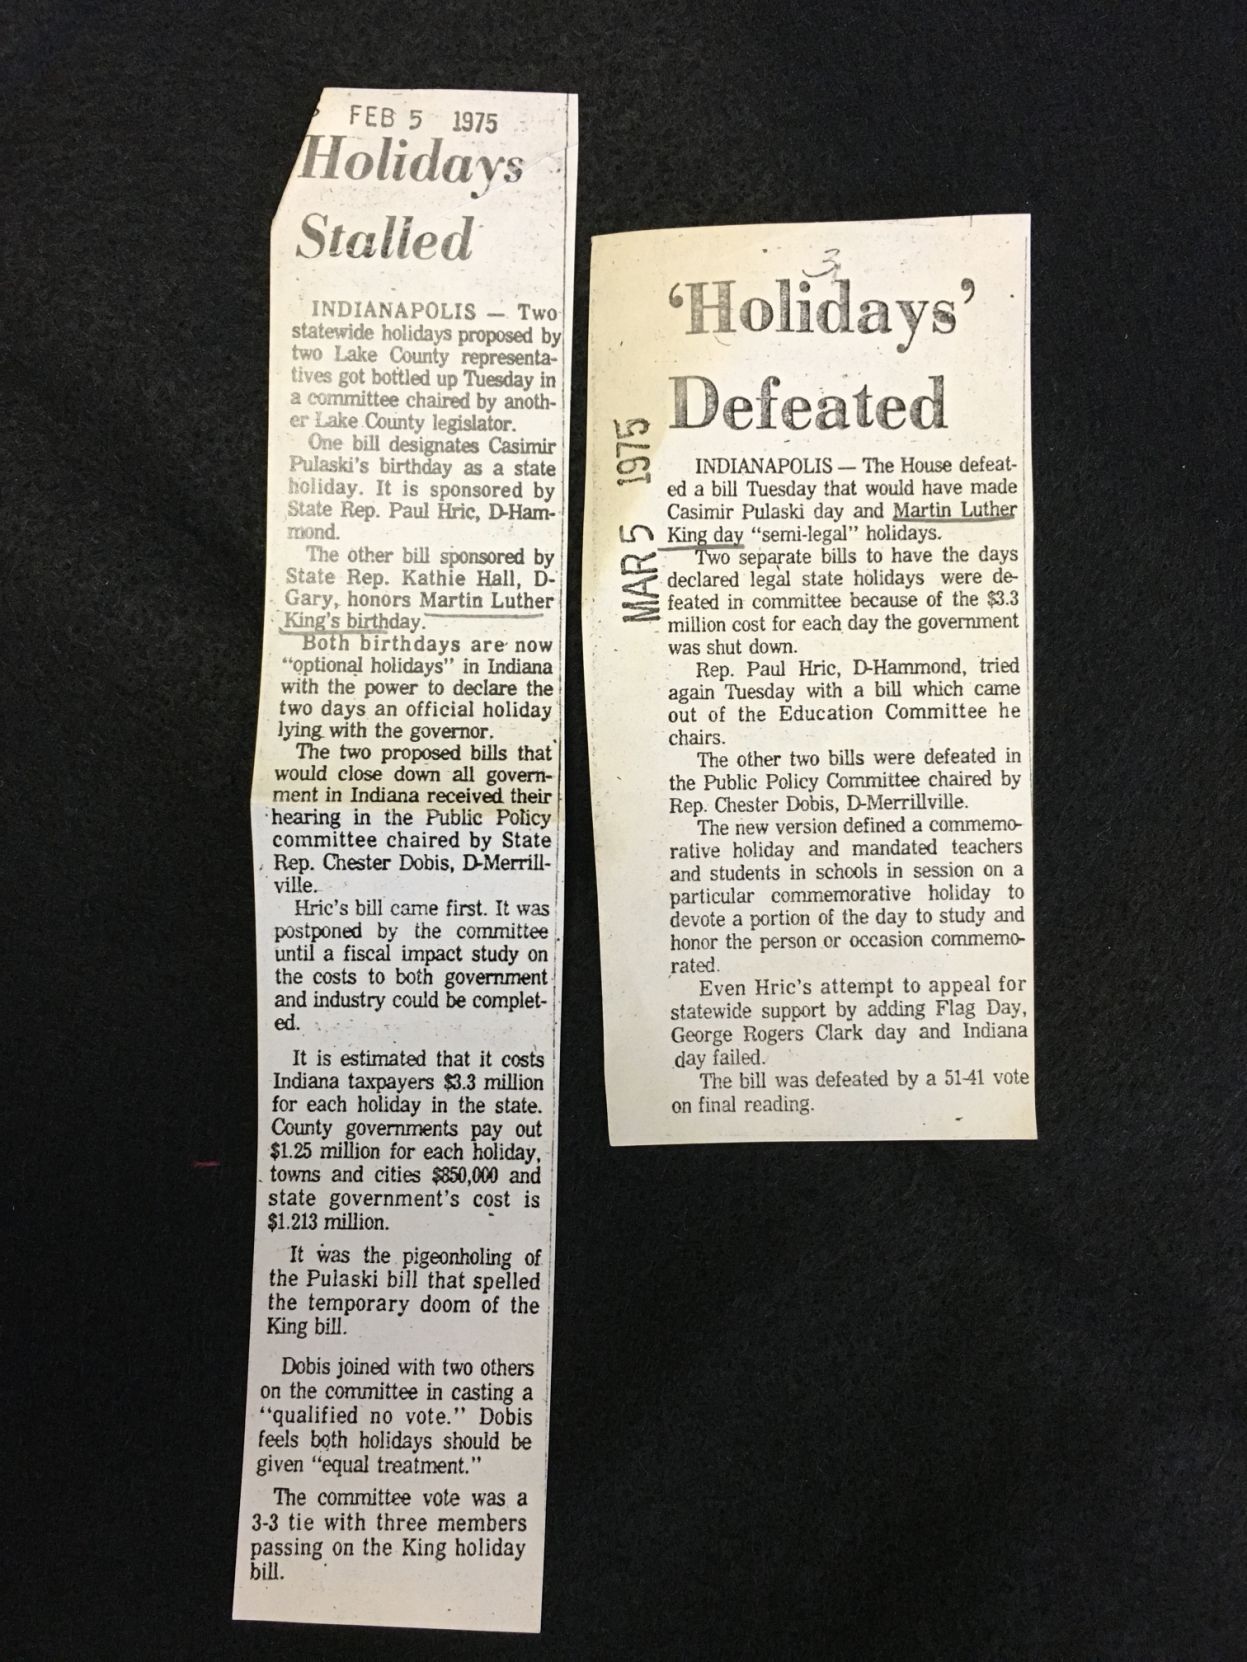 FEB 5 1975
Holidays
Stalled
INDIANAPOLIS — Two
statewide holidays proposed by
two Lake County representa-
tives got bottled up Tuesday in
a committee chaired by anoth-
er Lake County legislator.
One bill designates Casimir
Pulaski's birthday as a state
holiday. It is sponsored by
State Rep. Paul Hric, D-Ham-
mond.
The other bill sponsored by
State Rep. Kathie Hall, D-
Gary, honors Martin Luther
King's birthday.
Both birthdays are now
"optional holidays" in Indiana
with the power to declare the
two days an official holiday
lying with the governor.
The two proposed bills that
would close down all govern-
ment in Indiana received their
hearing in the Public Policy
committee chaired by State
Rep. Chester Dobis, D-Merrill-
ville.
Hric's bill came first. It was
postponed by the committee
until a fiscal impact study on
the costs to both government
and industry could be complet-
ed.
It is estimated that it costs
Indiana taxpayers $3.3 million
for each holiday in the state.
County governments pay out
$1.25 million for each holiday,
towns and cities $850,000 and
state government's cost is
$1.213 million.
It was the pigeonholing of
the Pulaski bill that spelled
the temporary doom of the
King bill.
Dobis joined with two others
on the committee in casting a
"qualified no vote." Dobis
feels both holidays should be
given "equal treatment."
The committee vote was a
3-3 tie with three members
passing on the King holiday
bill.
3
'Holidays'
Defeated
MAR 5 1975
INDIANAPOLIS — The House defeat-
ed a bill Tuesday that would have made
Casimir Pulaski day and Martin Luther
King day "semi-legal" holidays.
Two separate bills to have the days
declared legal state holidays were de-
feated in committee because of the $3.3
million cost for each day the government
was shut down.
Rep. Paul Hric, D-Hammond, tried
again Tuesday with a bill which came
out of the Education Committee he
chairs.
The other two bills were defeated in
the Public Policy Committee chaired by
Rep. Chester Dobis, D-Merrillville.
The new version defined a commemo-
rative holiday and mandated teachers
and students in schools in session on a
particular commemorative holiday to
devote a portion of the day to study and
honor the person or occasion commemo-
rated.
Even Hric's attempt to appeal for
statewide support by adding Flag Day,
George Rogers Clark day and Indiana
day failed.
The bill was defeated by a 51-41 vote
on final reading.